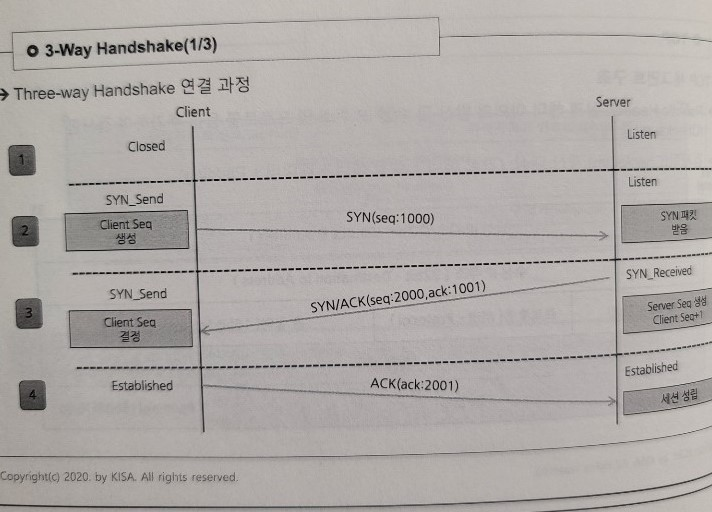 3-Way Handshake(1/3)
→ Three-way Handshake 연결 과정
Client
Server
1
Closed
Listen
Listen
SYN_Send
2
Client Seq
생성
SYN(seq:1000)
SYN 패킷
받음
SYN_Received
SYN_Send
3
Client Seq
결정
SYN/ACK(seq:2000,ack:1001)
Server Seq 생성
Client Seq+1
Established
4
Established
ACK(ack:2001)
세션 성립
Copyright(c) 2020. by KISA. All rights reserved.